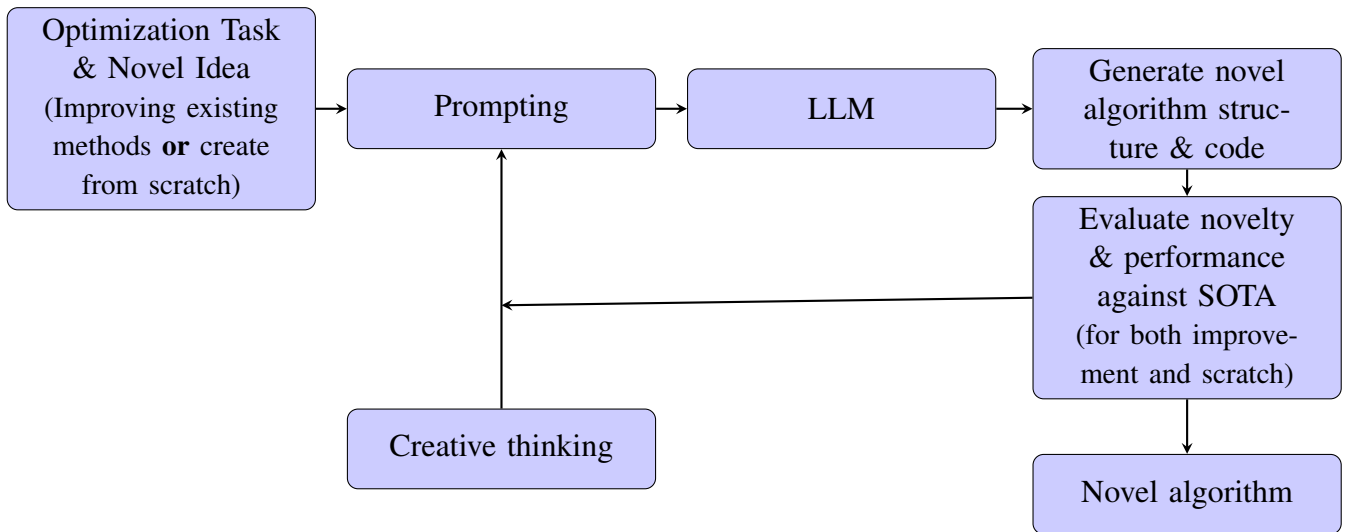 Optimization Task
& Novel Idea
(Improving existing
methods or create
from scratch)
Prompting
LLM
Generate novel
algorithm struc-
ture & code
Evaluate novelty
& performance
against SOTA
(for both improve-
ment and scratch)
Creative thinking
Novel algorithm